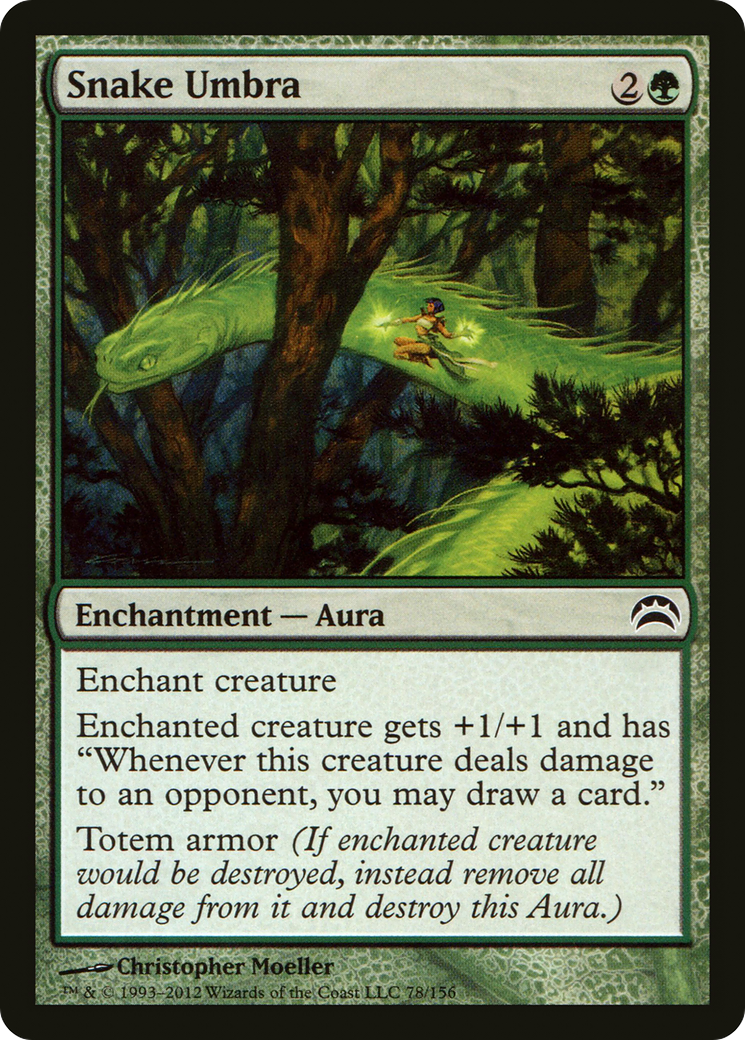 Snake Umbra 2
Enchantment — Aura
Enchant creature
Enchanted creature gets +1/+1 and has
“Whenever this creature deals damage
to an opponent, you may draw a card.”
Totem armor (If enchanted creature
would be destroyed, instead remove all
damage from it and destroy this Aura.)
Christopher Moeller
™ & © 1993–2012 Wizards of the Coast LLC 78/156